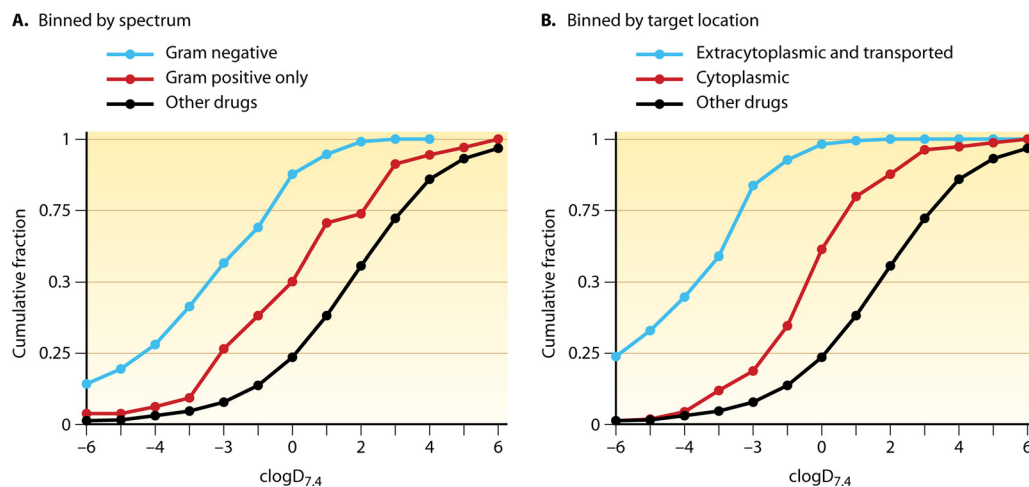 A. Binned by spectrum
Gram negative
Gram positive only
Other drugs
1
0.75
0.3
0.25
0
Cumulative fraction
−6 −4 −3 0 2 4 6
clogD7.4
B. Binned by target location
Extracytoplasmic and transported
Cytoplasmic
Other drugs
1
0.75
0.3
0.25
0
Cumulative fraction
−6 −4 −3 0 2 4 6
clogD7.4